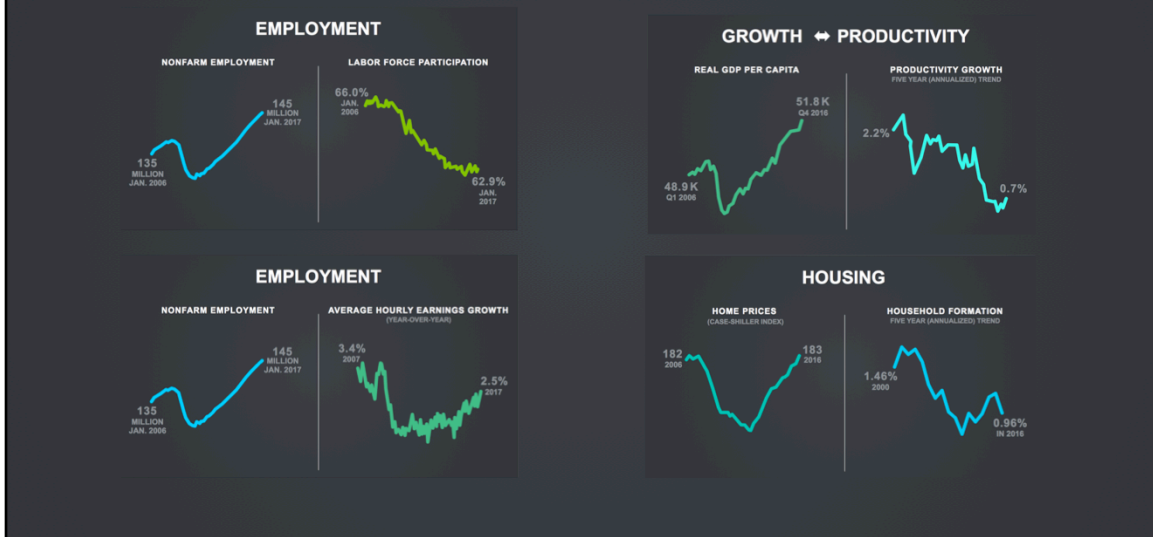 EMPLOYMENT
NONFARM EMPLOYMENT
135
MILLION
JAN. 2006
145
MILLION
JAN. 2017
LABOR FORCE PARTICIPATION
66.0%
JAN.
2006
62.9%
JAN.
2017
GROWTH ⬌ PRODUCTIVITY
REAL GDP PER CAPITA
48.9 K
Q1 2006
51.8 K
Q4 2016
PRODUCTIVITY GROWTH
FIVE YEAR (ANNUALIZED) TREND
2.2%
0.7%
EMPLOYMENT
NONFARM EMPLOYMENT
135
MILLION
JAN. 2006
145
MILLION
JAN. 2017
AVERAGE HOURLY EARNINGS GROWTH
(YEAR-OVER-YEAR)
3.4%
2007
2.5%
2017
HOUSING
HOME PRICES
(CASE-SHILLER INDEX)
182
2006
183
2016
HOUSEHOLD FORMATION
FIVE YEAR (ANNUALIZED) TREND
1.46%
2000
0.96%
IN 2016